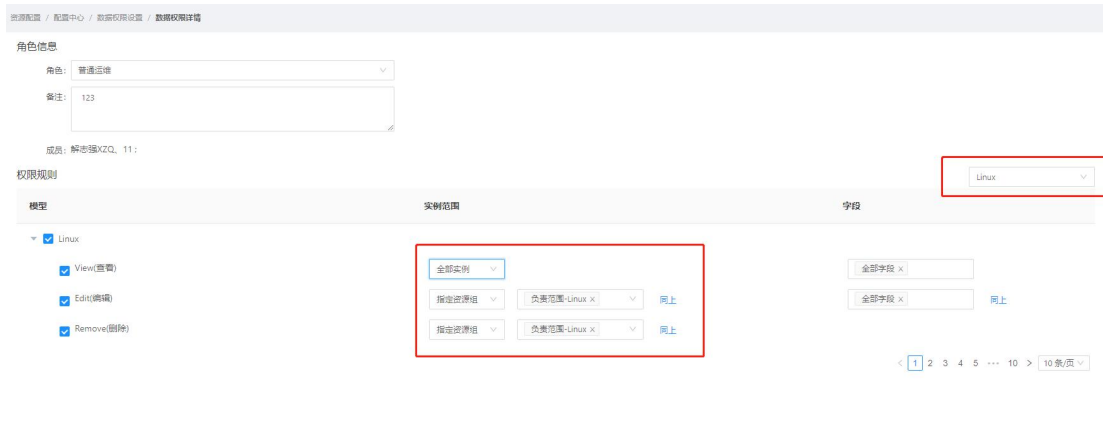 资源配置 / 配置中心 / 数据权限设置 / 数据权限详情
角色信息
角色: 普通运维
备注: 123
成员: 解志强XZQ, 11;
权限规则 Linux
模型 实例范围 字段
Linux
View(查看) 全部实例 全部字段 ×
Edit(编辑) 指定资源组 负责范围-Linux × 同上 全部字段 × 同上
Remove(删除) 指定资源组 负责范围-Linux × 同上
< 1 2 3 4 5 ••• 10 > 10 条/页